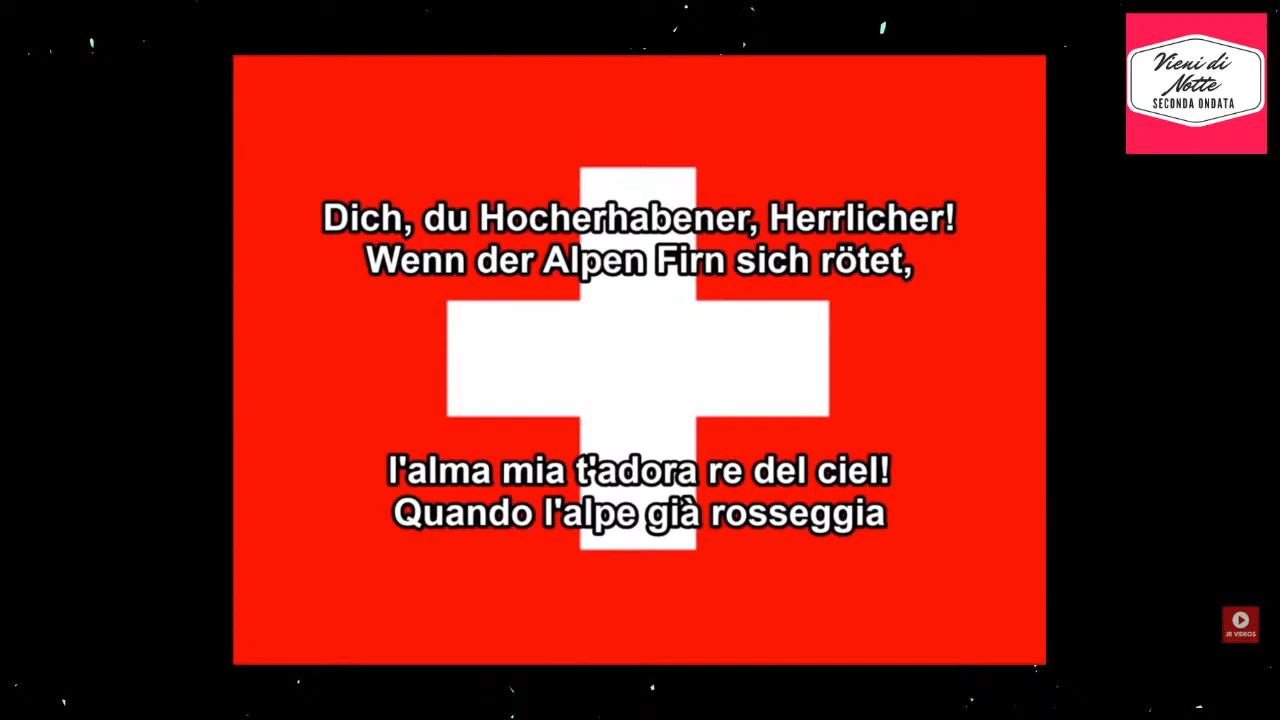 Vieni di
Notte
SECONDA ONDATA
Dich, du Hocherhabener, Herrlicher!
Wenn der Alpen Firn sich rötet,
l'alma mia t'adora re del ciel!
Quando l'alpe già rosseggia
JR VIDEOS